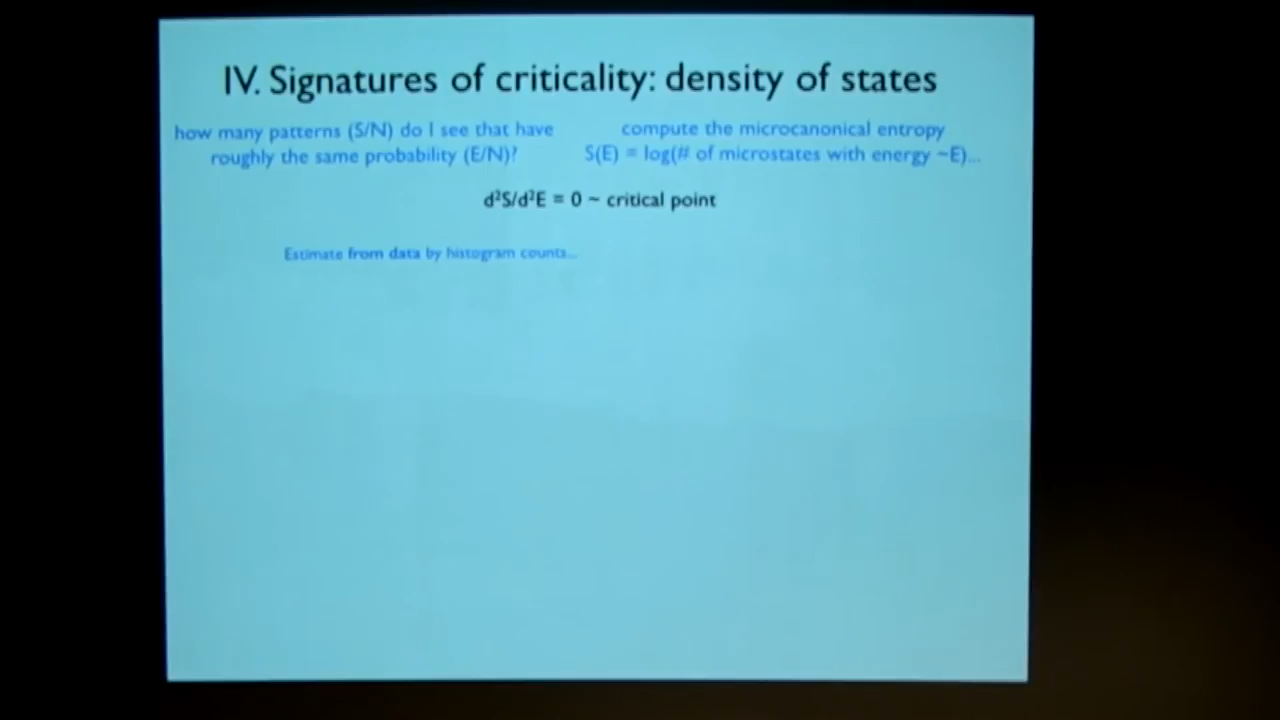 IV. Signatures of criticality: density of states
how many patterns (S/N) do I see that have
roughly the same probability (E/N)?
compute the microcanonical entropy
S(E) = log(# of microstates with energy ~E)...
d²S/d²E = 0 ~ critical point
Estimate from data by histogram counts...